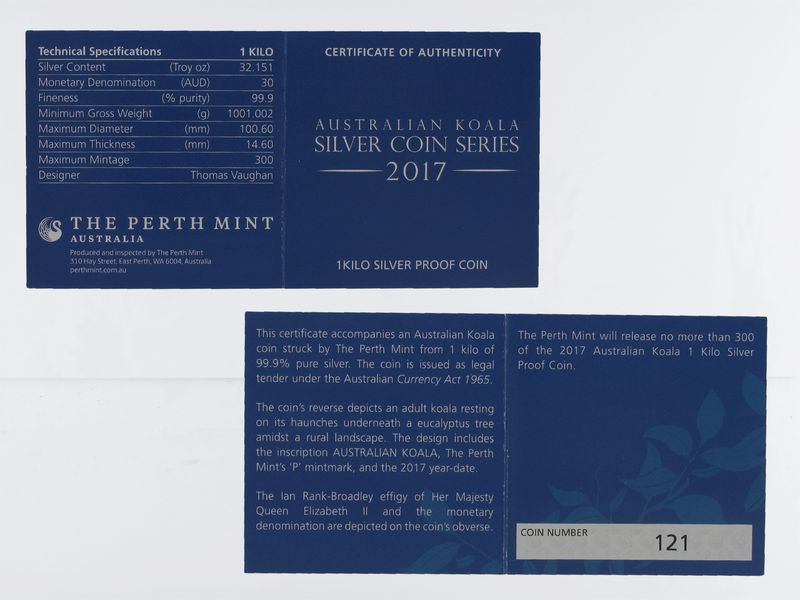 Technical Specifications 1 KILO
Silver Content (Troy oz) 32.151
Monetary Denomination (AUD) 30
Fineness (% purity) 99.9
Minimum Gross Weight (g) 1001.002
Maximum Diameter (mm) 100.60
Maximum Thickness (mm) 14.60
Maximum Mintage 300
Designer Thomas Vaughan
THE PERTH MINT
AUSTRALIA
Produced and inspected by The Perth Mint
310 Hay Street, East Perth, WA 6004, Australia
perthmint.com.au
CERTIFICATE OF AUTHENTICITY
AUSTRALIAN KOALA
SILVER COIN SERIES
2017
1KILO SILVER PROOF COIN
This certificate accompanies an Australian Koala
coin struck by The Perth Mint from 1 kilo of
99.9% pure silver. The coin is issued as legal
tender under the Australian Currency Act 1965.
The coin's reverse depicts an adult koala resting
on its haunches underneath a eucalyptus tree
amidst a rural landscape. The design includes
the inscription AUSTRALIAN KOALA, The Perth
Mint's 'P' mintmark, and the 2017 year-date.
The Ian Rank-Broadley effigy of Her Majesty
Queen Elizabeth II and the monetary
denomination are depicted on the coin's obverse.
The Perth Mint will release no more than 300
of the 2017 Australian Koala 1 Kilo Silver
Proof Coin.
COIN NUMBER 121